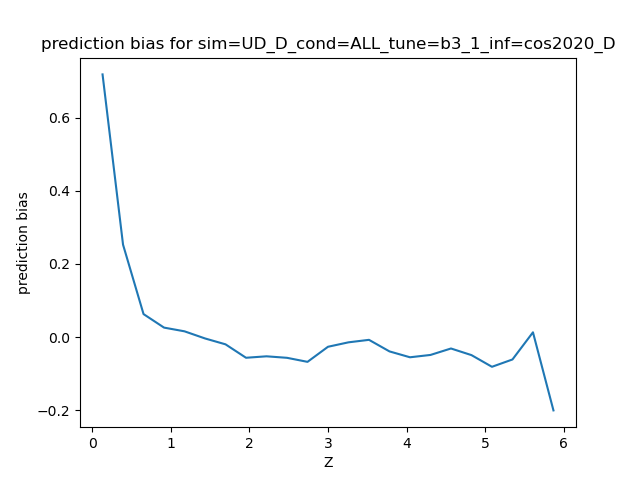 prediction bias for sim=UD_D_cond=ALL_tune=b3_1_inf=cos2020_D
prediction bias
0.6
0.4
0.2
0.0
−0.2
0 1 2 3 4 5 6
Z